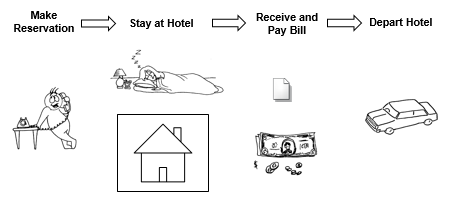 Make
Reservation
Stay at Hotel
Receive and
Pay Bill
Depart Hotel
z
z
z
z
$